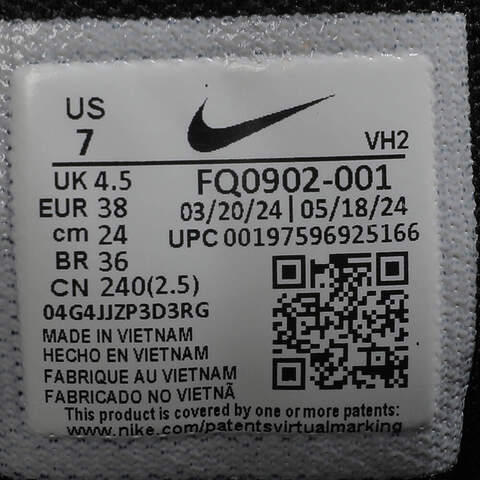 US
7
VH2
UK 4.5
EUR 38
cm 24
BR 36
CN 240(2.5)
FQ0902-001
03/20/24 | 05/18/24
UPC 00197596925166
04G4JJZP3D3RG
MADE IN VIETNAM
HECHO EN VIETNAM
FABRIQUE AU VIETNAM
FABRICADO NO VIETNÃ
This product is covered by one or more patents:
www.nike.com/patentsvirtualmarking